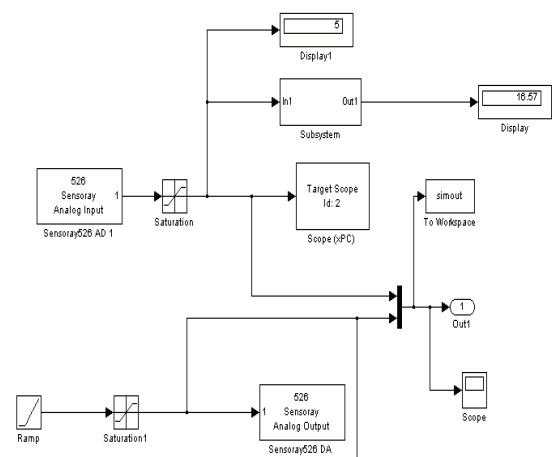 5
Display1
In1
Out1
Subsystem
16.57
Display
526
Sensoray
Analog Input
1
Sensoray526 AD 1
Saturation
Target Scope
Id: 2
Scope (xPC)
simout
To Workspace
1
Out1
Scope
Ramp
Saturation1
1
526
Sensoray
Analog Output
Sensoray526 DA